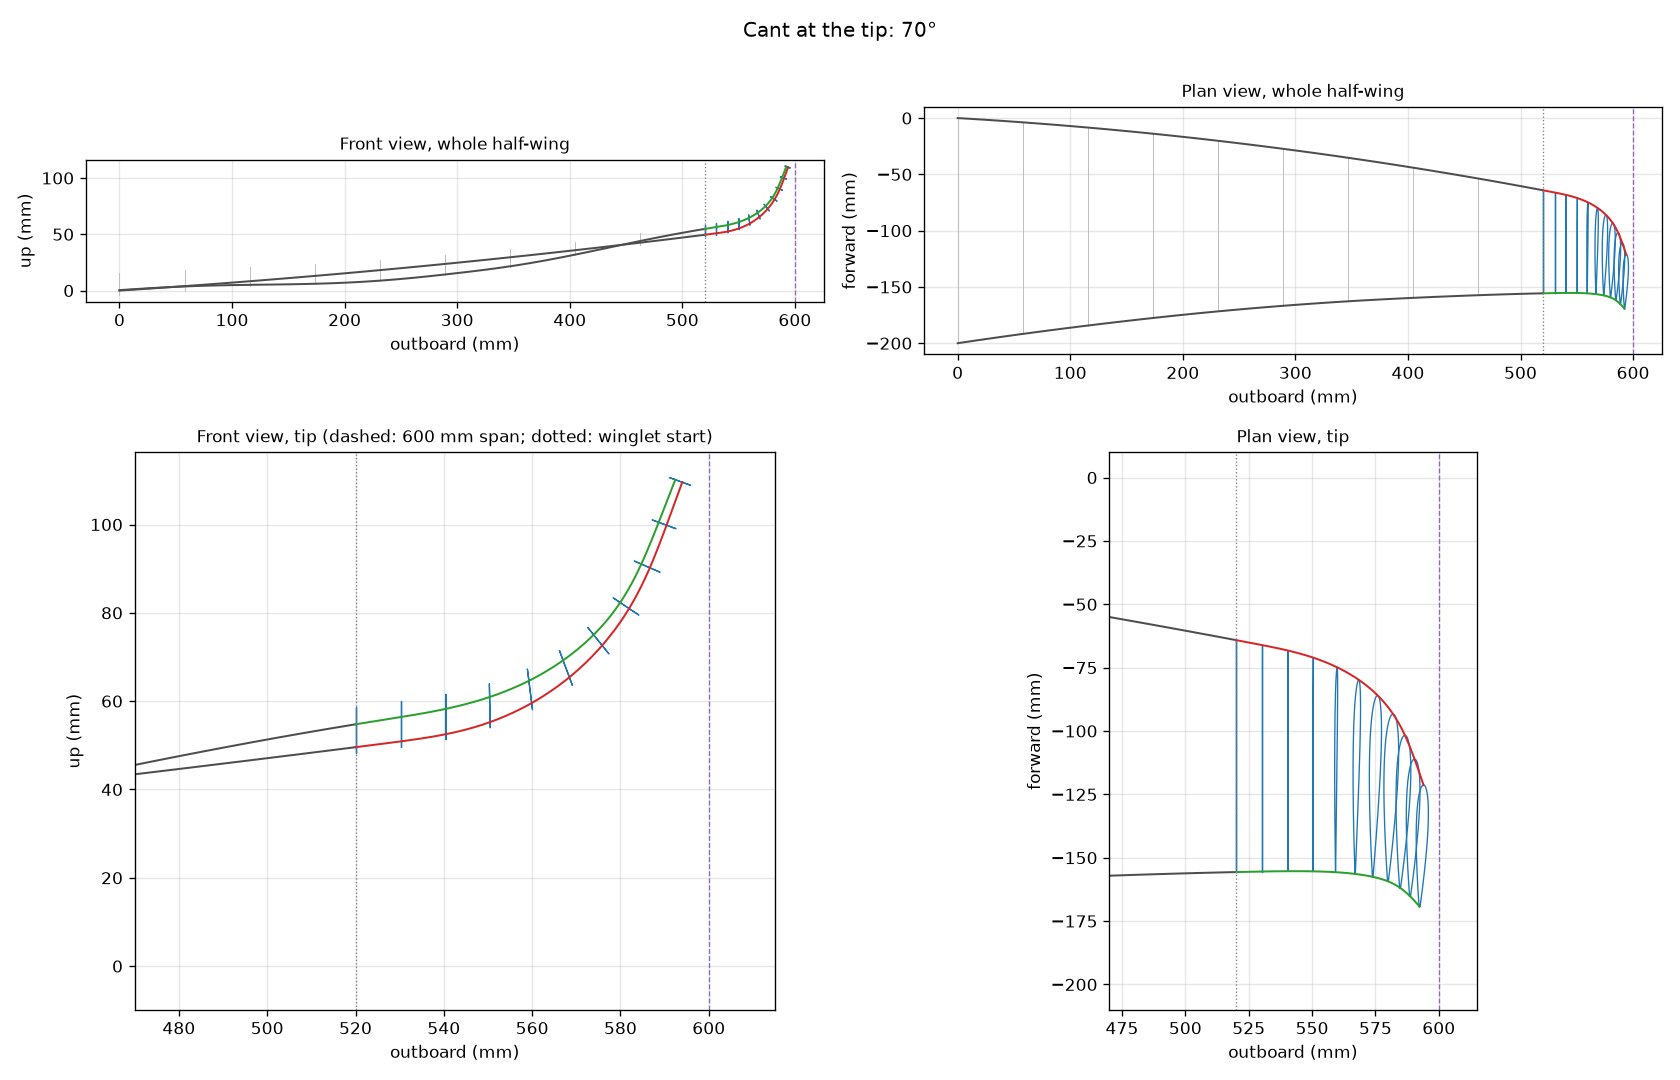 Cant at the tip: 70°
Front view, whole half-wing
up (mm)
100
50
0
0 100 200 300 400 500 600
outboard (mm)
Plan view, whole half-wing
forward (mm)
0
−50
−100
−150
−200
0 100 200 300 400 500 600
outboard (mm)
Front view, tip (dashed: 600 mm span; dotted: winglet start)
up (mm)
100
80
60
40
20
0
480 500 520 540 560 580 600
outboard (mm)
Plan view, tip
forward (mm)
0
−25
−50
−75
−100
−125
−150
−175
−200
475 500 525 550 575 600
outboard (mm)